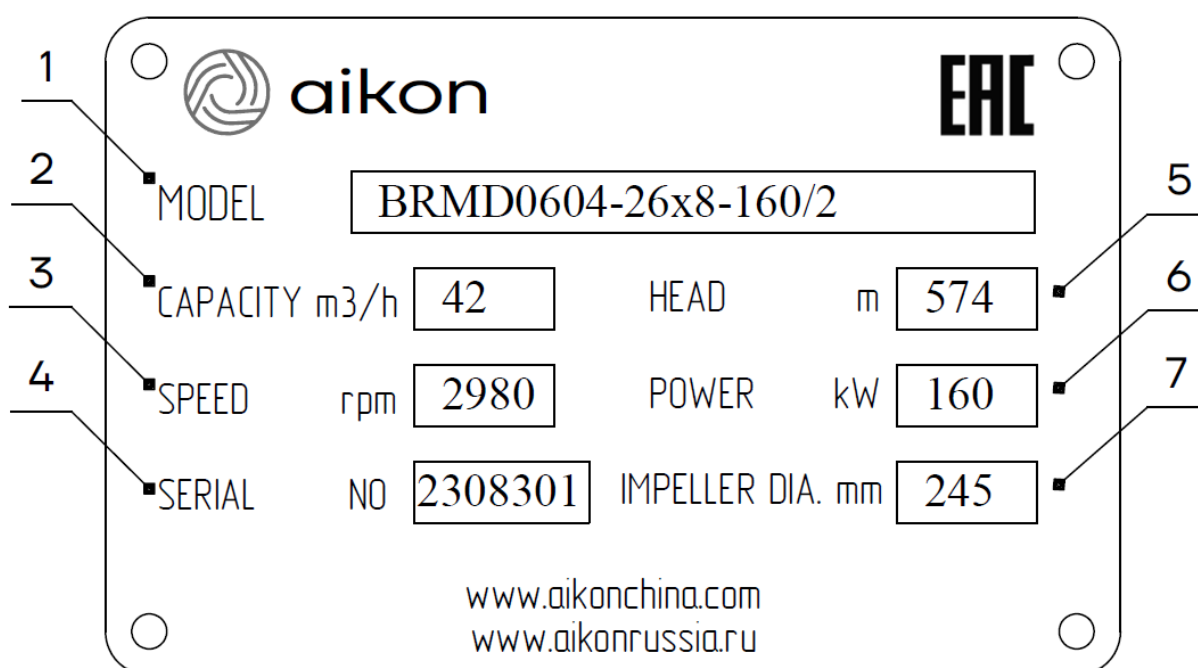 aikon EAC
1
MODEL BRMD0604-26x8-160/2
2
5
CAPACITY m3/h 42 HEAD m 574
3
6
SPEED rpm 2980 POWER kW 160
4
7
SERIAL NO 2308301 IMPELLER DIA. mm 245
www.aikonchina.com
www.aikonrussia.ru